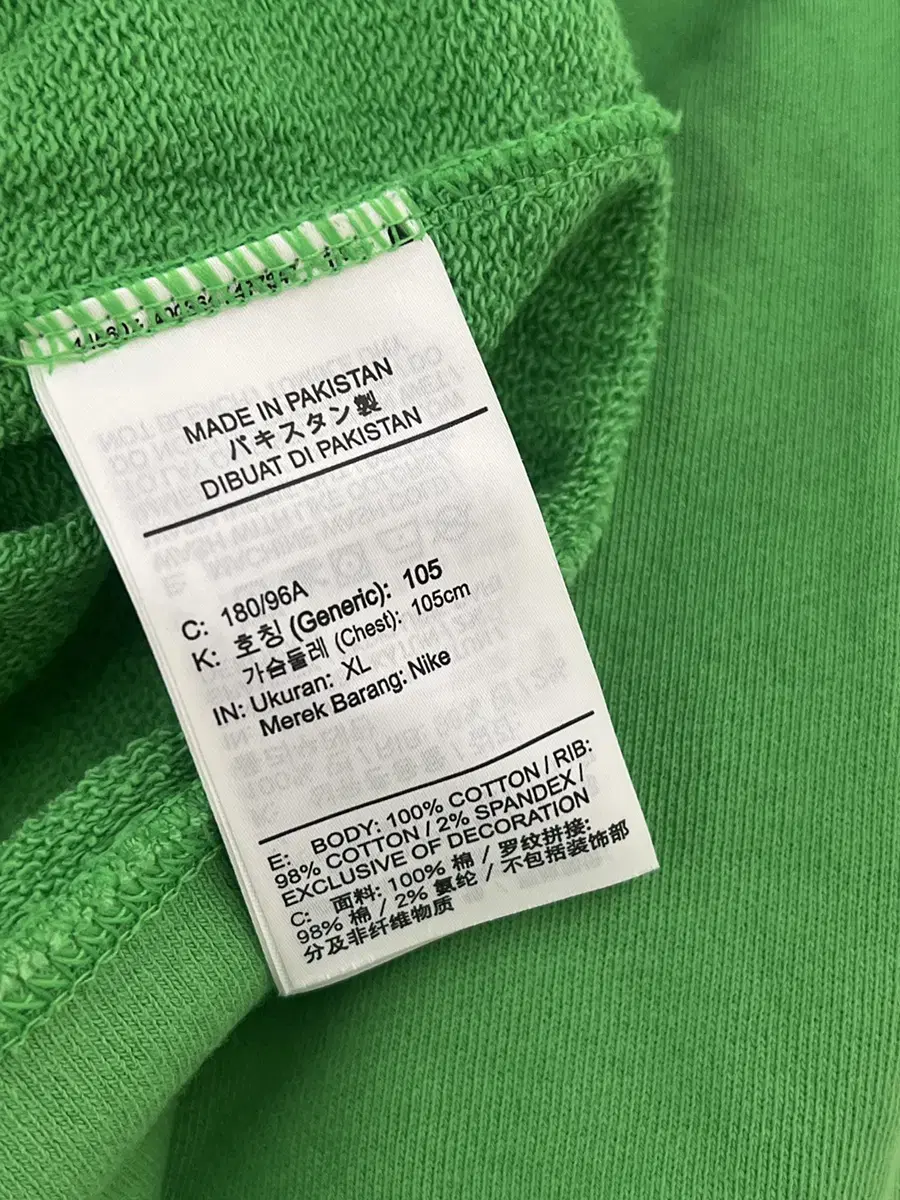 MADE IN PAKISTAN
パキスタン製
DIBUAT DI PAKISTAN
C: 180/96A
K: 호칭 (Generic): 105
가슴둘레 (Chest): 105cm
IN: Ukuran: XL
Merek Barang: Nike
E: BODY: 100% COTTON / RIB:
98% COTTON / 2% SPANDEX /
EXCLUSIVE OF DECORATION
C: 面料: 100% 棉 / 罗纹拼接:
98% 棉 / 2% 氨纶 / 不包括装饰部
分及非纤维物质